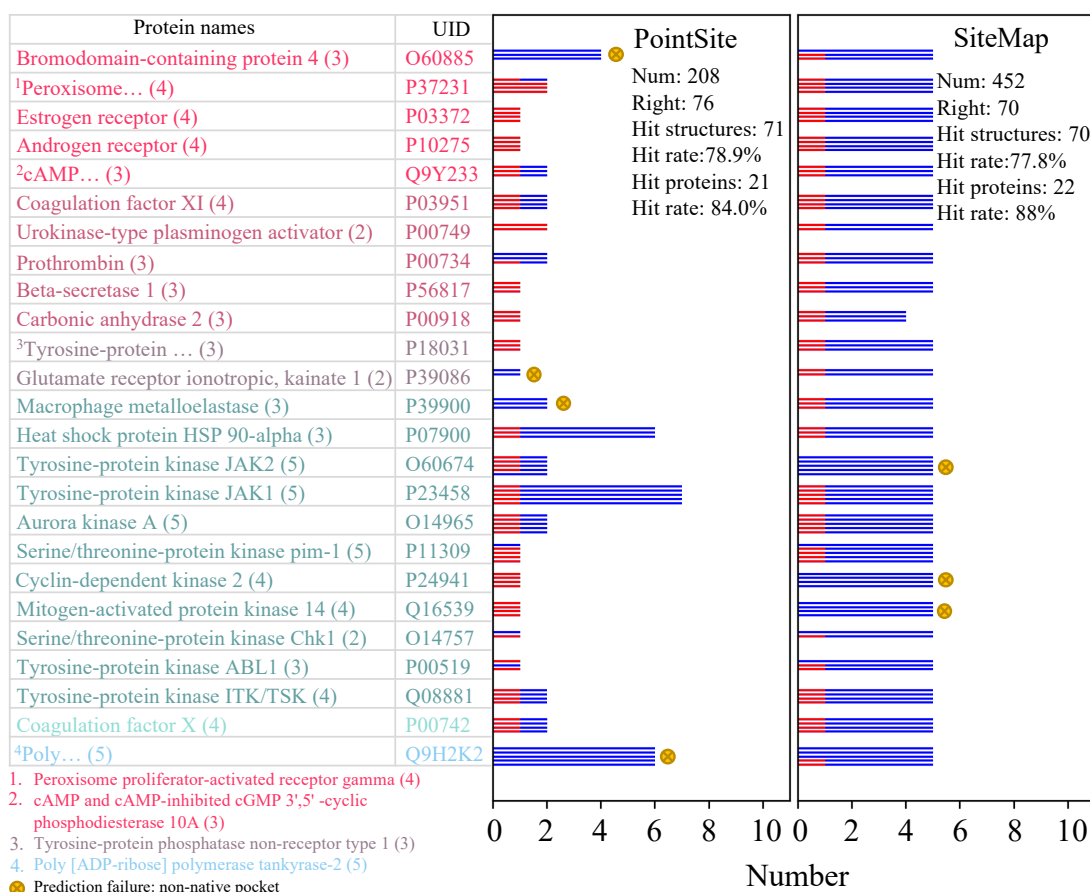 Protein names UID
Bromodomain-containing protein 4 (3) O60885
¹Peroxisome… (4) P37231
Estrogen receptor (4) P03372
Androgen receptor (4) P10275
²cAMP… (3) Q9Y233
Coagulation factor XI (4) P03951
Urokinase-type plasminogen activator (2) P00749
Prothrombin (3) P00734
Beta-secretase 1 (3) P56817
Carbonic anhydrase 2 (3) P00918
³Tyrosine-protein … (3) P18031
Glutamate receptor ionotropic, kainate 1 (2) P39086
Macrophage metalloelastase (3) P39900
Heat shock protein HSP 90-alpha (3) P07900
Tyrosine-protein kinase JAK2 (5) O60674
Tyrosine-protein kinase JAK1 (5) P23458
Aurora kinase A (5) O14965
Serine/threonine-protein kinase pim-1 (5) P11309
Cyclin-dependent kinase 2 (4) P24941
Mitogen-activated protein kinase 14 (4) Q16539
Serine/threonine-protein kinase Chk1 (2) O14757
Tyrosine-protein kinase ABL1 (3) P00519
Tyrosine-protein kinase ITK/TSK (4) Q08881
Coagulation factor X (4) P00742
⁴Poly… (5) Q9H2K2
1. Peroxisome proliferator-activated receptor gamma (4)
2. cAMP and cAMP-inhibited cGMP 3',5' -cyclic
phosphodiesterase 10A (3)
3. Tyrosine-protein phosphatase non-receptor type 1 (3)
4. Poly [ADP-ribose] polymerase tankyrase-2 (5)
Prediction failure: non-native pocket
PointSite
Num: 208
Right: 76
Hit structures: 71
Hit rate:78.9%
Hit proteins: 21
Hit rate: 84.0%
0 2 4 6 8 10
SiteMap
Num: 452
Right: 70
Hit structures: 70
Hit rate:77.8%
Hit proteins: 22
Hit rate: 88%
0 2 4 6 8 10
Number